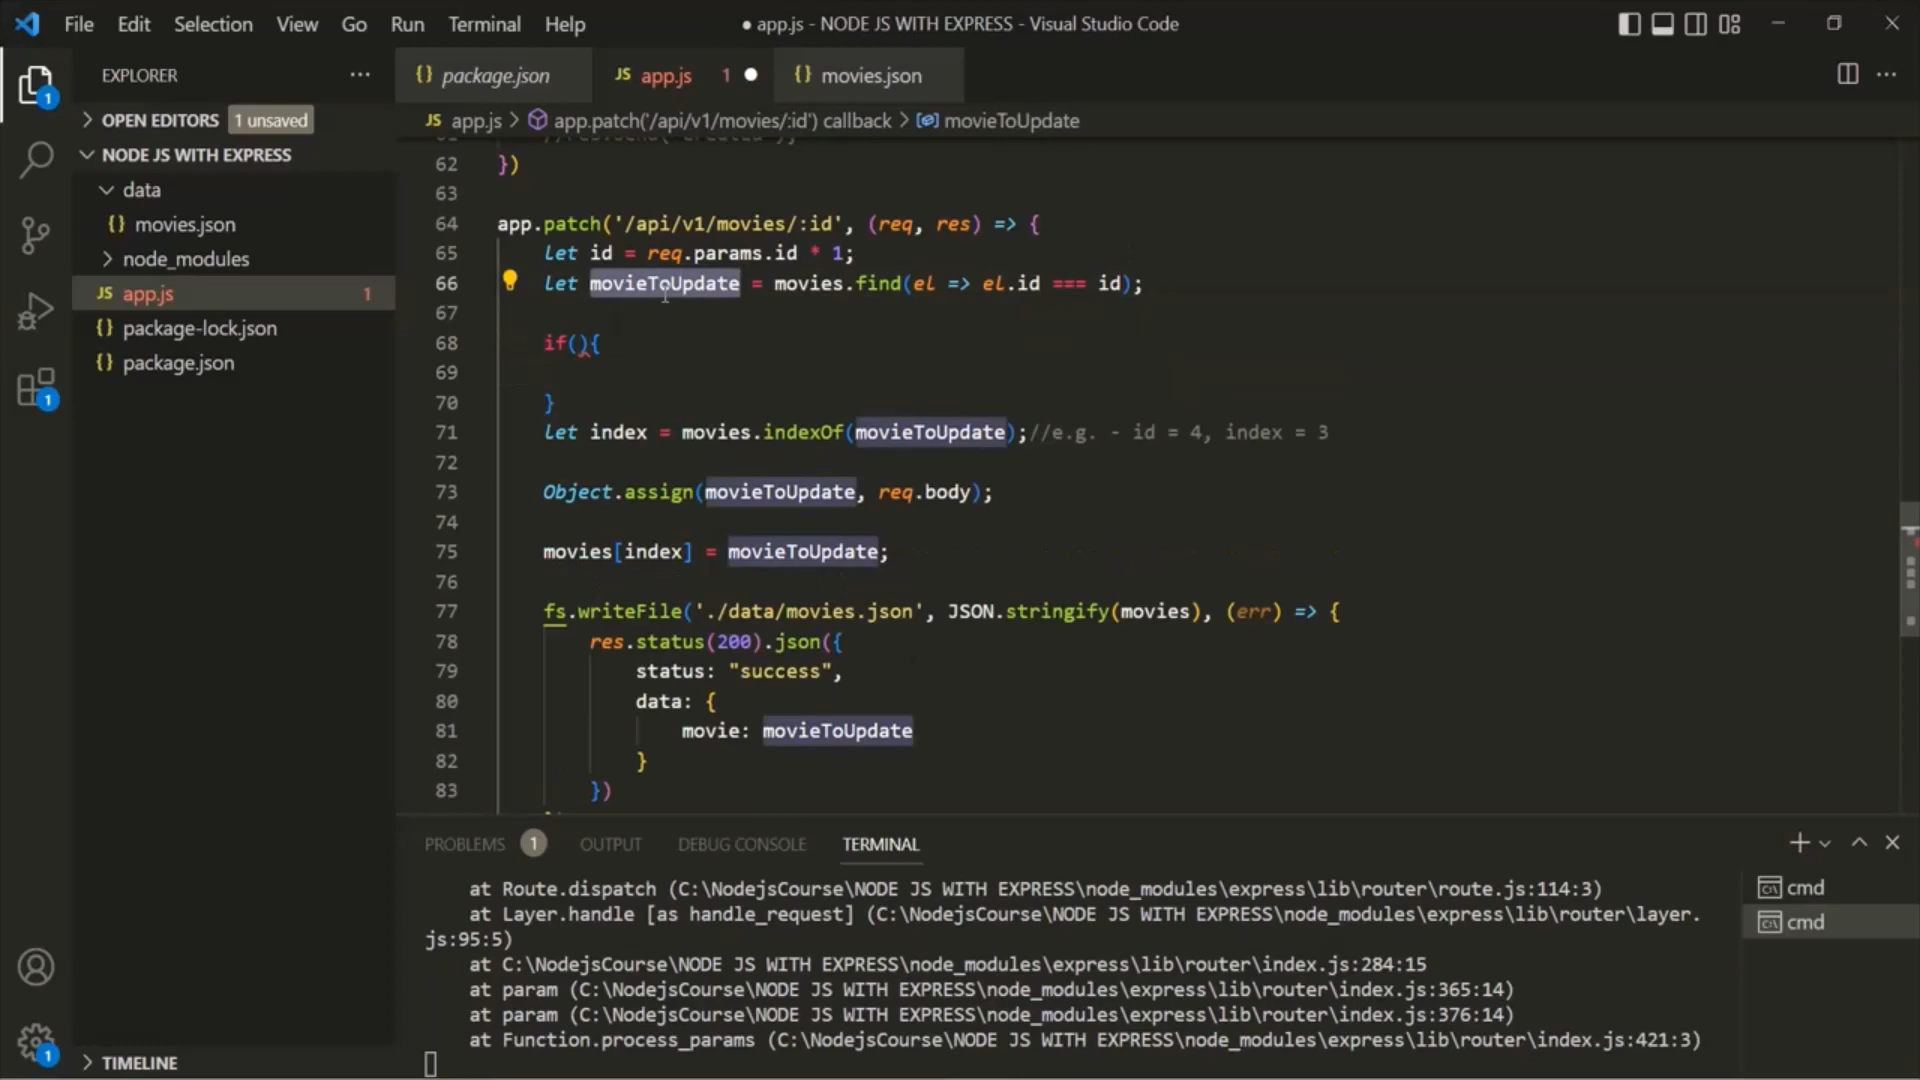 File Edit Selection View Go Run Terminal Help
● app.js - NODE JS WITH EXPRESS - Visual Studio Code
EXPLORER
OPEN EDITORS 1 unsaved
NODE JS WITH EXPRESS
data
{} movies.json
node_modules
JS app.js 1
{} package-lock.json
{} package.json
TIMELINE
1
1
1
{} package.json
JS app.js 1 ●
{} movies.json
JS app.js > app.patch('/api/v1/movies/:id') callback > movieToUpdate
62 })
63
64 app.patch('/api/v1/movies/:id', (req, res) => {
65 let id = req.params.id * 1;
66 let movieToUpdate = movies.find(el => el.id === id);
67
68 if(){
69
70 }
71 let index = movies.indexOf(movieToUpdate);//e.g. - id = 4, index = 3
72
73 Object.assign(movieToUpdate, req.body);
74
75 movies[index] = movieToUpdate;
76
77 fs.writeFile('./data/movies.json', JSON.stringify(movies), (err) => {
78 res.status(200).json({
79 status: "success",
80 data: {
81 movie: movieToUpdate
82 }
83 })
PROBLEMS 1 OUTPUT DEBUG CONSOLE TERMINAL
at Route.dispatch (C:\NodejsCourse\NODE JS WITH EXPRESS\node_modules\express\lib\router\route.js:114:3)
at Layer.handle [as handle_request] (C:\NodejsCourse\NODE JS WITH EXPRESS\node_modules\express\lib\router\layer.
js:95:5)
at C:\NodejsCourse\NODE JS WITH EXPRESS\node_modules\express\lib\router\index.js:284:15
at param (C:\NodejsCourse\NODE JS WITH EXPRESS\node_modules\express\lib\router\index.js:365:14)
at param (C:\NodejsCourse\NODE JS WITH EXPRESS\node_modules\express\lib\router\index.js:376:14)
at Function.process_params (C:\NodejsCourse\NODE JS WITH EXPRESS\node_modules\express\lib\router\index.js:421:3)
cmd
cmd